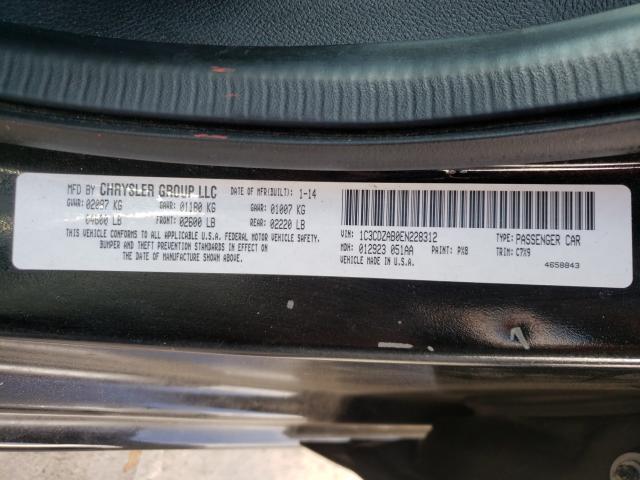 MFD BY CHRYSLER GROUP LLC DATE OF MFR(BUILT): 1-14
GVWR: 02087 KG GAWR: 01180 KG GAWR: 01007 KG
04600 LB FRONT: 02600 LB REAR: 02220 LB
THIS VEHICLE CONFORMS TO ALL APPLICABLE U.S.A. FEDERAL MOTOR VEHICLE SAFETY,
BUMPER AND THEFT PREVENTION STANDARDS IN EFFECT ON
THE DATE OF MANUFACTURE SHOWN ABOVE.
VIN: 1C3CDZAB0EN228312 TYPE: PASSENGER CAR
MDH: 012923 051AA PAINT: PX8 TRIM: C7X9
VEHICLE MADE IN U.S.A. 4658843